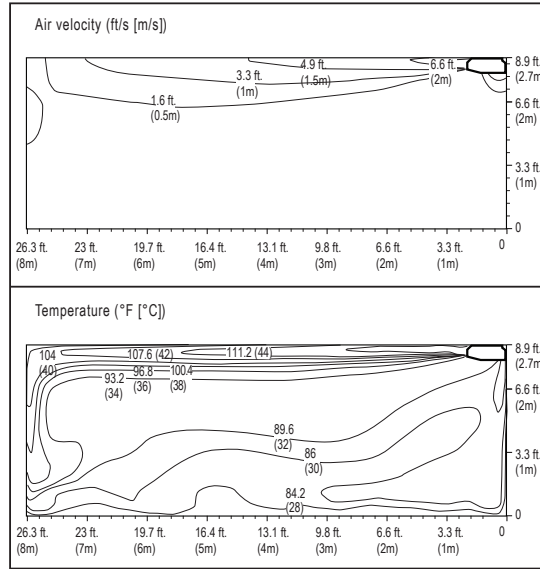 Air velocity (ft/s [m/s])
4.9 ft.
(1.5m)
6.6 ft.
(2m)
3.3 ft.
(1m)
1.6 ft.
(0.5m)
8.9 ft.
(2.7m
6.6 ft.
(2m)
3.3 ft.
(1m)
0
26.3 ft. 23 ft. 19.7 ft. 16.4 ft. 13.1 ft. 9.8 ft. 6.6 ft. 3.3 ft. 0
(8m) (7m) (6m) (5m) (4m) (3m) (2m) (1m)
Temperature (°F [°C])
104
(40)
107.6 (42)
111.2 (44)
96.8
(36)
100.4
(38)
93.2
(34)
89.6
(32)
86
(30)
84.2
(28)
8.9 ft.
(2.7m
6.6 ft.
(2m)
3.3 ft.
(1m)
0
26.3 ft. 23 ft. 19.7 ft. 16.4 ft. 13.1 ft. 9.8 ft. 6.6 ft. 3.3 ft. 0
(8m) (7m) (6m) (5m) (4m) (3m) (2m) (1m)